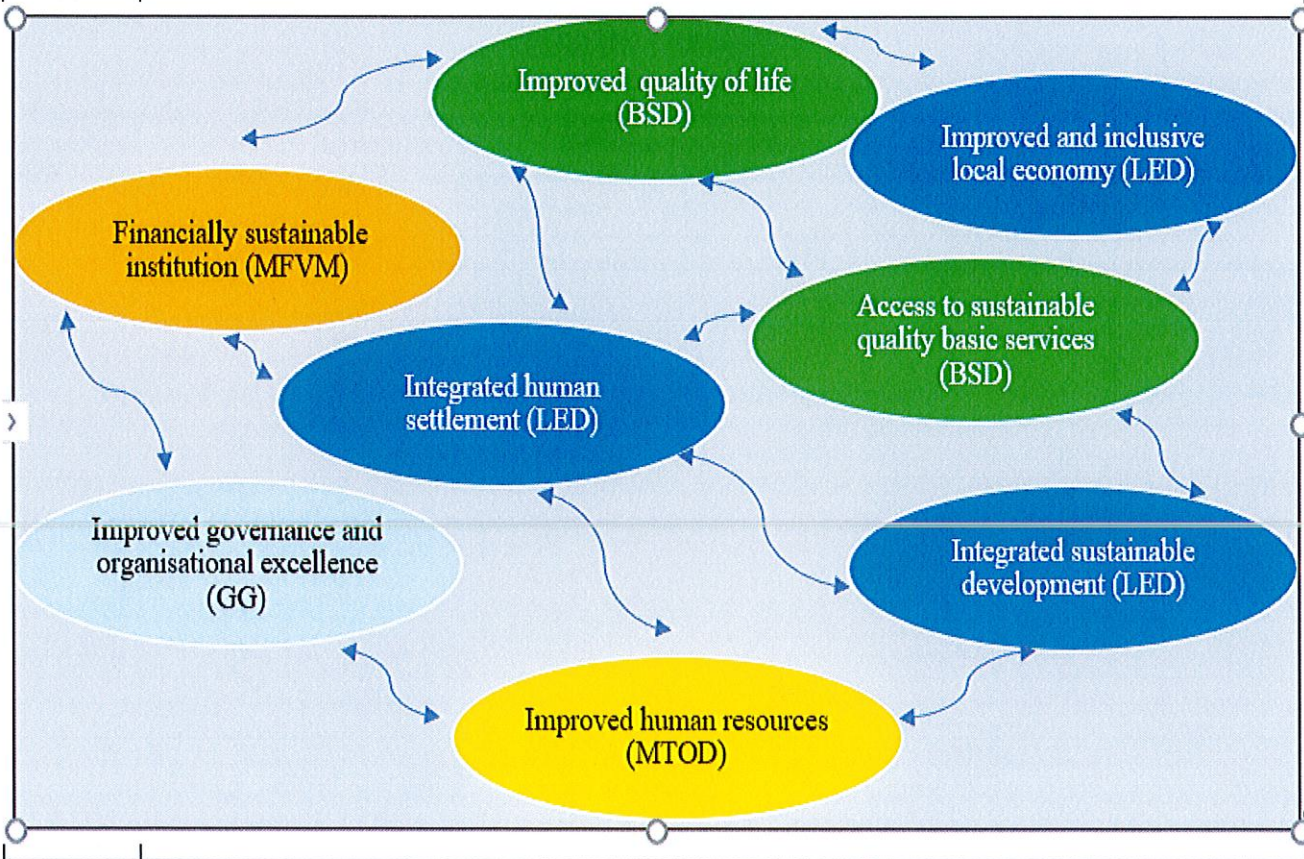 Improved quality of life
(BSD)
Improved and inclusive
local economy (LED)
Financially sustainable
institution (MFVM)
Access to sustainable
quality basic services
(BSD)
Integrated human
settlement (LED)
Improved governance and
organisational excellence
(GG)
Integrated sustainable
development (LED)
Improved human resources
(MTOD)